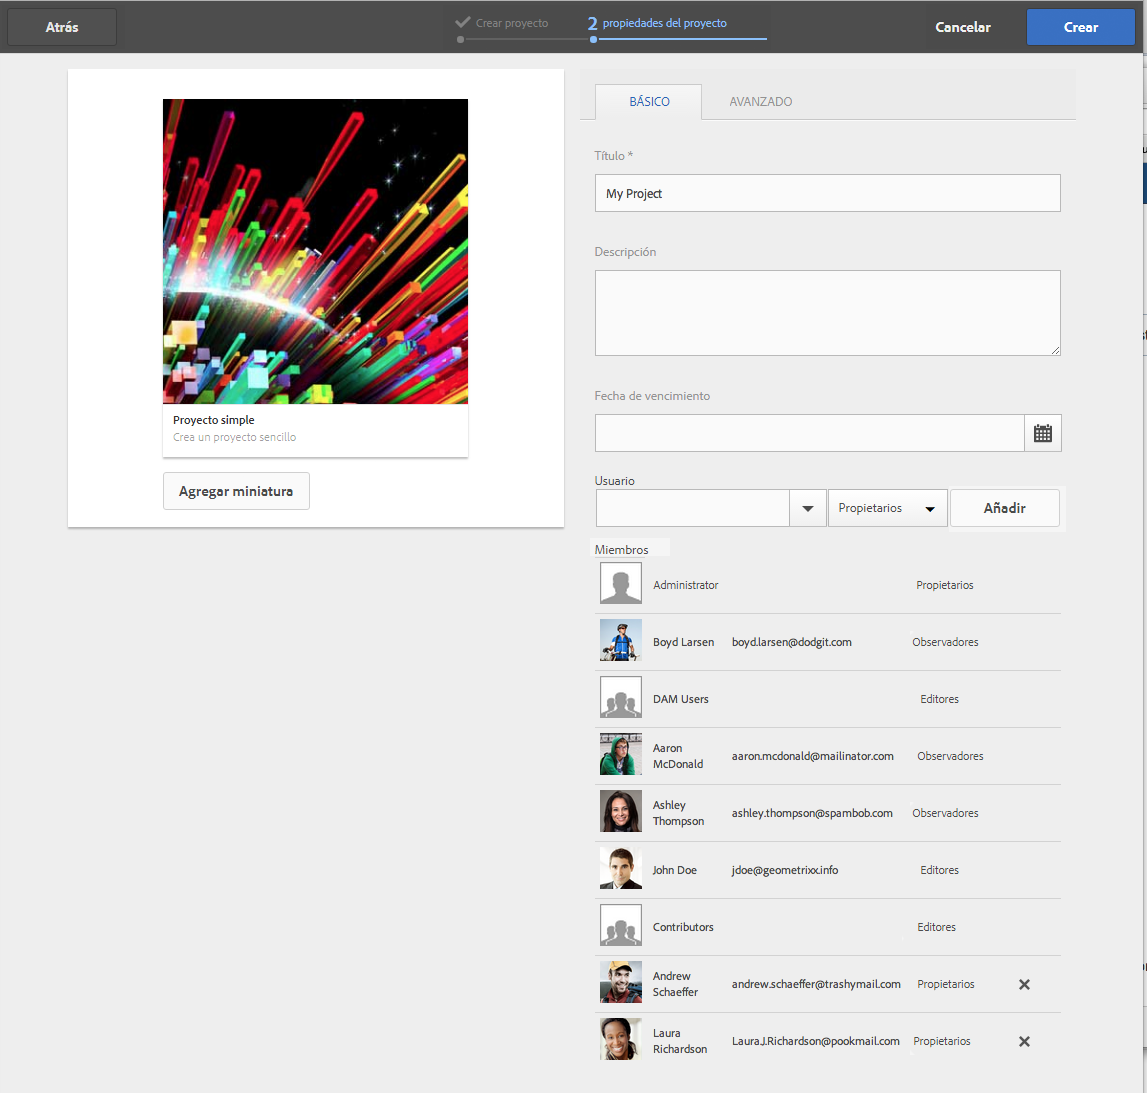 Atrás
Crear proyecto
2 propiedades del proyecto
Cancelar
Crear
Proyecto simple
Crea un proyecto sencillo
Agregar miniatura
BÁSICO
AVANZADO
Título *
My Project
Descripción
Fecha de vencimiento
Usuario
Propietarios
Añadir
Miembros
Administrator Propietarios
Boyd Larsen boyd.larsen@dodgit.com Observadores
DAM Users Editores
Aaron
McDonald aaron.mcdonald@mailinator.com Observadores
Ashley
Thompson ashley.thompson@spambob.com Observadores
John Doe jdoe@geometrixx.info Editores
Contributors Editores
Andrew
Schaeffer andrew.schaeffer@trashymail.com Propietarios
Laura
Richardson Laura.J.Richardson@pookmail.com Propietarios